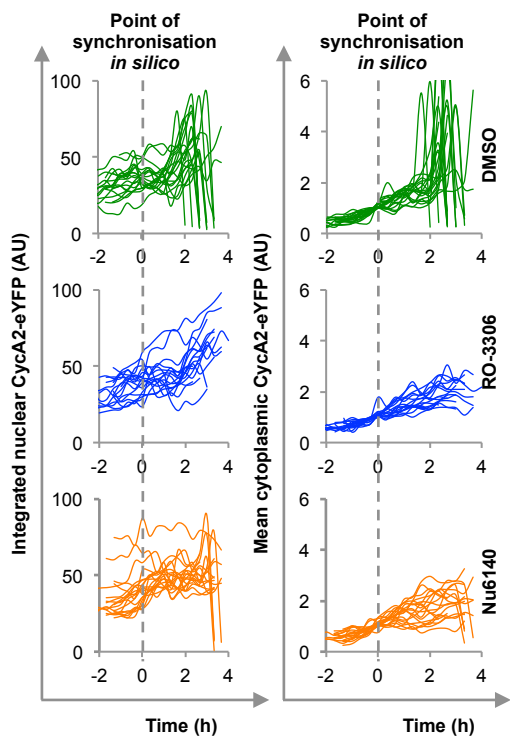 Point of
synchronisation
in silico
Point of
synchronisation
in silico
Integrated nuclear CycA2-eYFP (AU)
100
50
0
-2 0 2 4
100
50
0
-2 0 2 4
100
50
0
-2 0 2 4
Time (h)
Mean cytoplasmic CycA2-eYFP (AU)
6
4
2
0
-2 0 2 4
DMSO
6
4
2
0
-2 0 2 4
RO-3306
6
4
2
0
-2 0 2 4
Nu6140
Time (h)